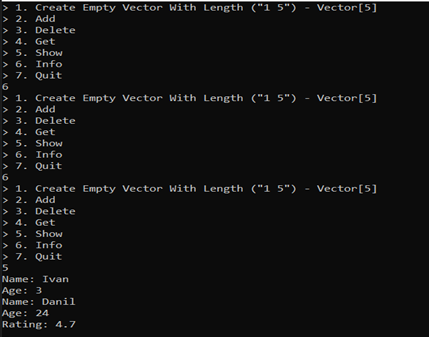 > 1. Create Empty Vector With Length ("1 5") - Vector[5]
> 2. Add
> 3. Delete
> 4. Get
> 5. Show
> 6. Info
> 7. Quit
6
> 1. Create Empty Vector With Length ("1 5") - Vector[5]
> 2. Add
> 3. Delete
> 4. Get
> 5. Show
> 6. Info
> 7. Quit
6
> 1. Create Empty Vector With Length ("1 5") - Vector[5]
> 2. Add
> 3. Delete
> 4. Get
> 5. Show
> 6. Info
> 7. Quit
5
Name: Ivan
Age: 3
Name: Danil
Age: 24
Rating: 4.7